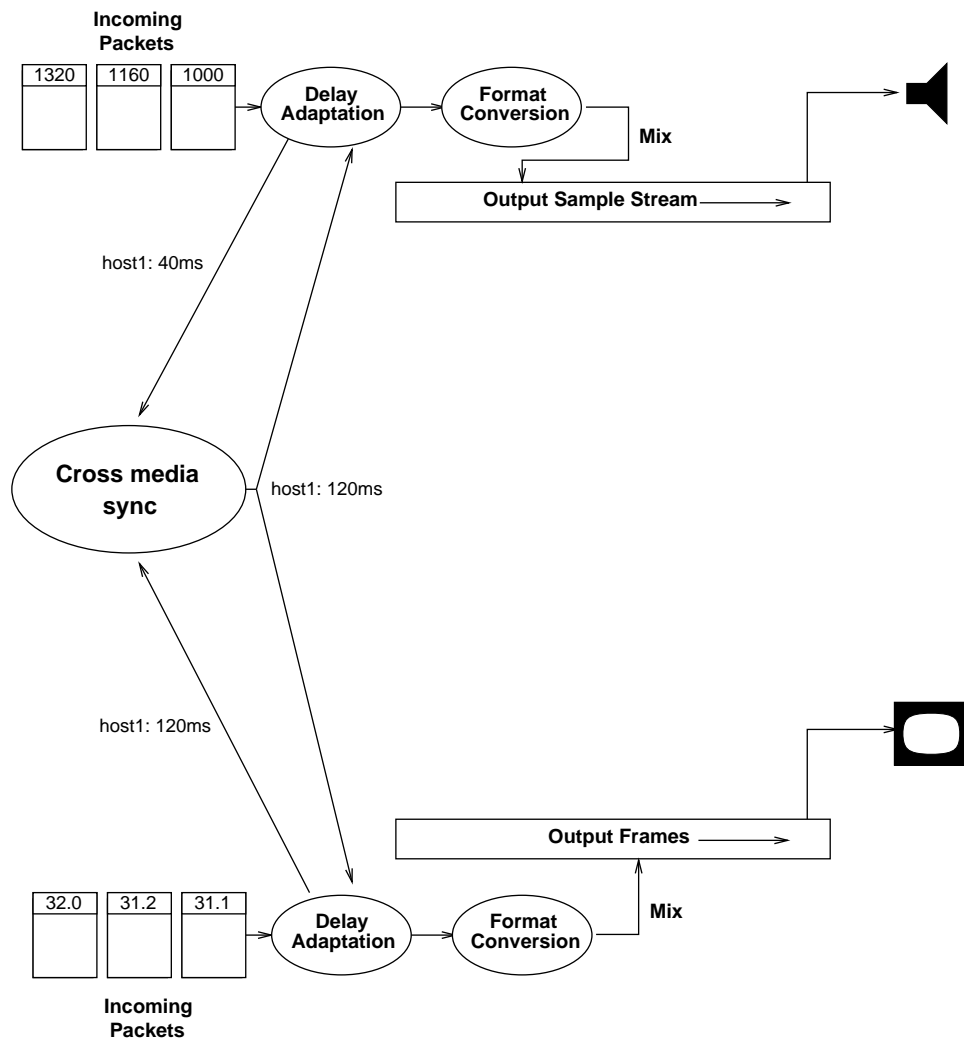 Incoming
Packets
1320 1160 1000
Delay
Adaptation
Format
Conversion
Mix
Output Sample Stream
host1: 40ms
Cross media
sync
host1: 120ms
host1: 120ms
Output Frames
Mix
32.0 31.2 31.1
Delay
Adaptation
Format
Conversion
Incoming
Packets